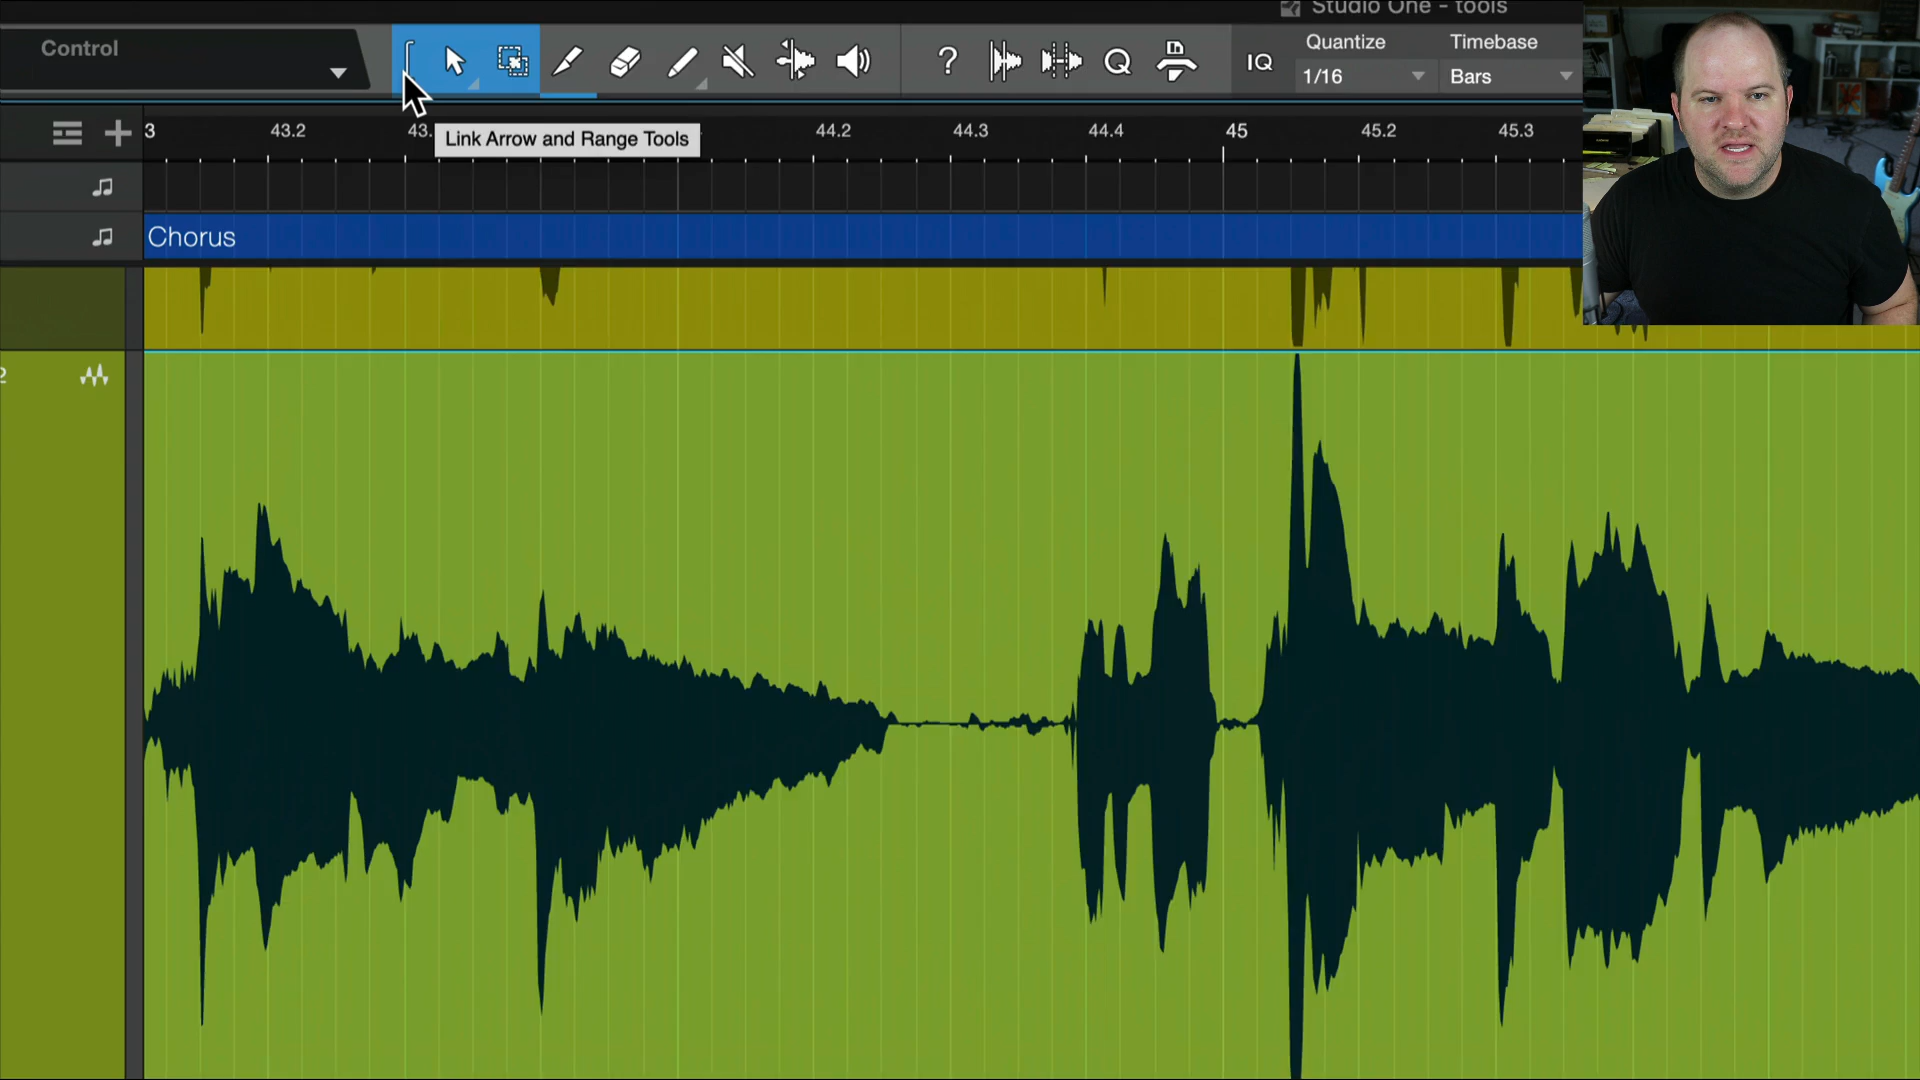 Studio One - tools
Control
?
Q
IQ
Quantize
Timebase
1/16
Bars
3
43.2
43.
44.2
44.3
44.4
45
45.2
45.3
Link Arrow and Range Tools
Chorus
2